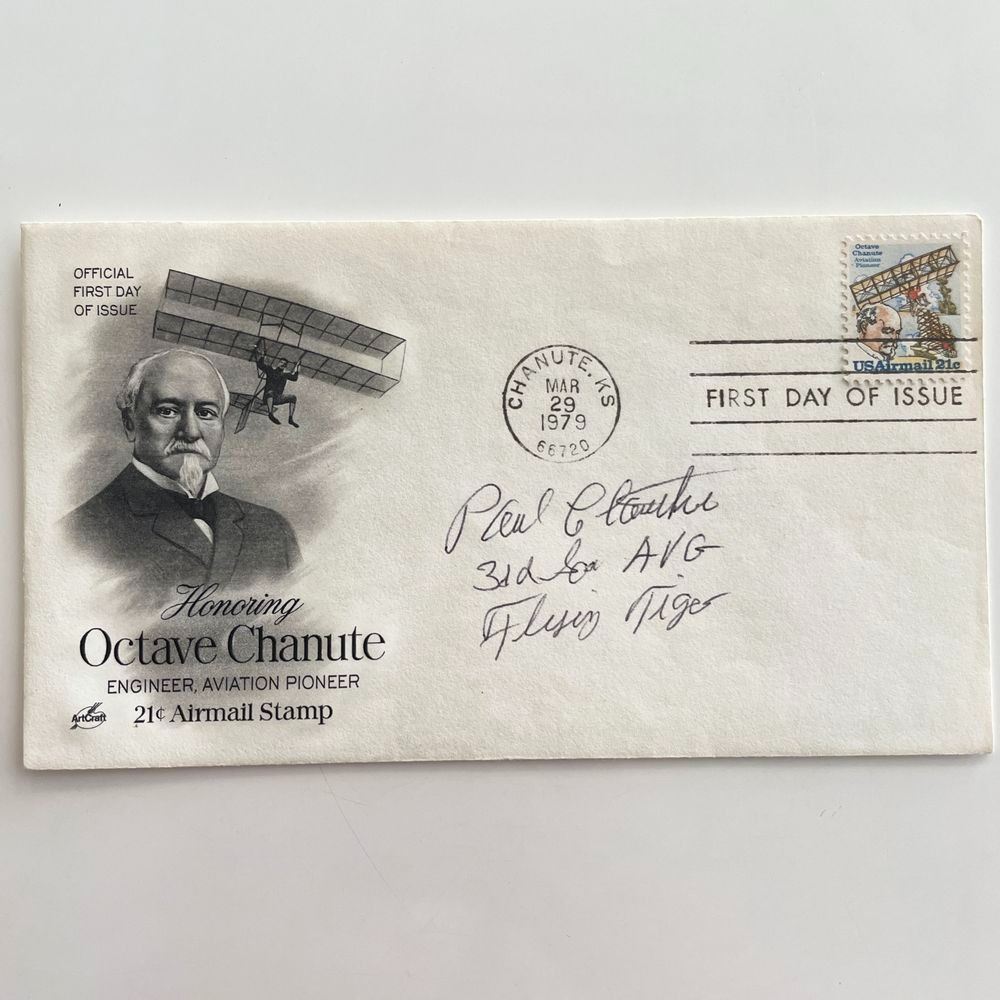 OFFICIAL
FIRST DAY
OF ISSUE
Honoring
Octave Chanute
ENGINEER, AVIATION PIONEER
ArtCraft 21¢ Airmail Stamp
CHANUTE, KS
MAR
29
1979
66720
Octave
Chanute
Aviation
Pioneer
USAirmail 21c
FIRST DAY OF ISSUE
Paul
3rd AVG
Flying Tiger